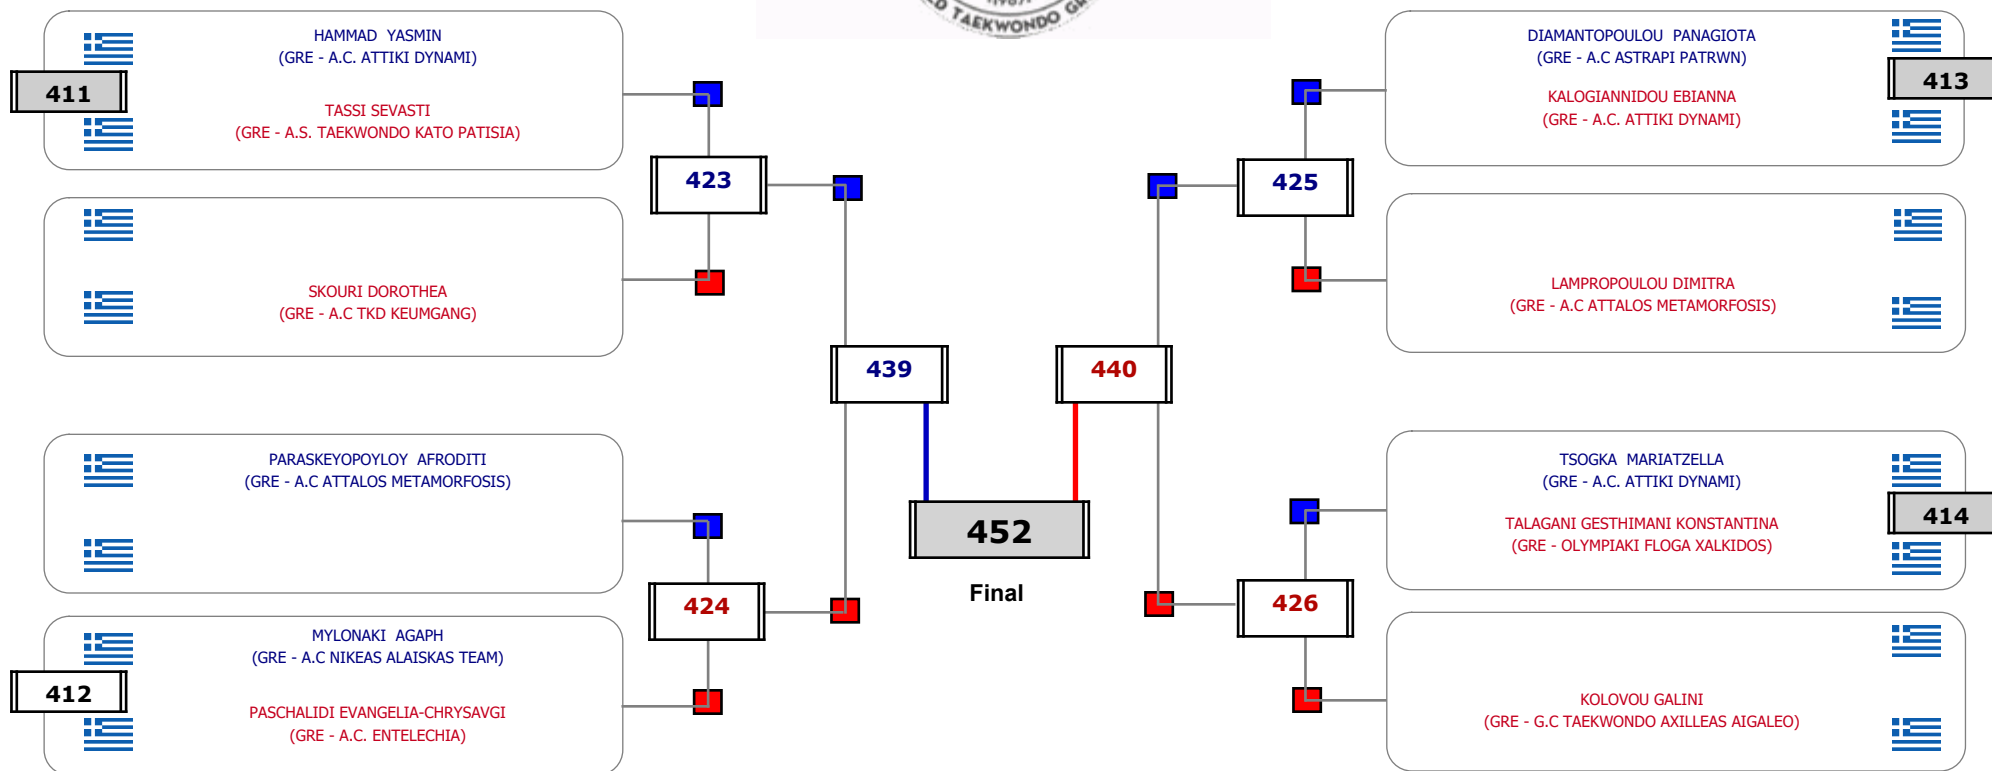 TAEKWONDO
HAMMAD YASMIN
(GRE - A.C. ATTIKI DYNAMI)
411
TASSI SEVASTI
(GRE - A.S. TAEKWONDO KATO PATISIA)
423
SKOURI DOROTHEA
(GRE - A.C TKD KEUMGANG)
439
PARASKEYOPOYLOY AFRODITI
(GRE - A.C ATTALOS METAMORFOSIS)
424
MYLONAKI AGAPH
(GRE - A.C NIKEAS ALAISKAS TEAM)
412
PASCHALIDI EVANGELIA-CHRYSAVGI
(GRE - A.C. ENTELECHIA)
452
Final
DIAMANTOPOULOU PANAGIOTA
(GRE - A.C ASTRAPI PATRWN)
413
KALOGIANNIDOU EBIANNA
(GRE - A.C. ATTIKI DYNAMI)
425
LAMPROPOULOU DIMITRA
(GRE - A.C ATTALOS METAMORFOSIS)
440
TSOGKA MARIATZELLA
(GRE - A.C. ATTIKI DYNAMI)
414
TALAGANI GESTHIMANI KONSTANTINA
(GRE - OLYMPIAKI FLOGA XALKIDOS)
426
KOLOVOU GALINI
(GRE - G.C TAEKWONDO AXILLEAS AIGALEO)